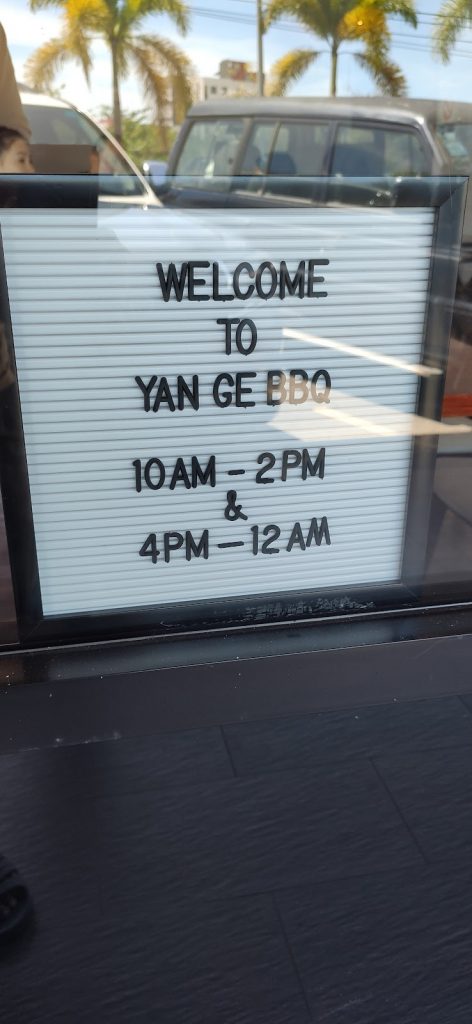 WELCOME
TO
YAN GE BBQ
10AM - 2PM
&
4PM - 12AM